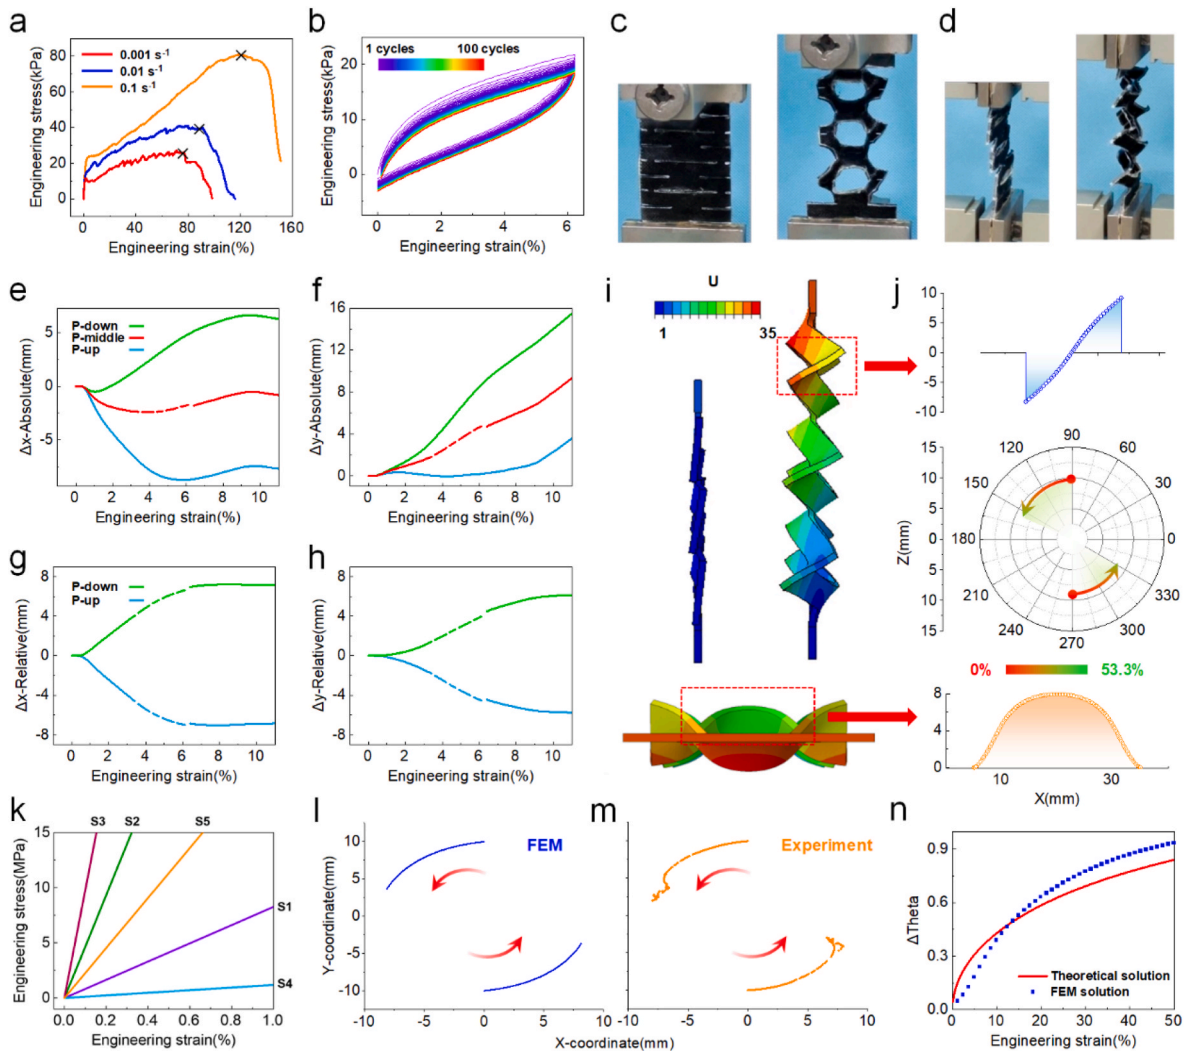 a
Engineering stress(kPa)
80
60
40
20
0
0.001 s-1
0.01 s-1
0.1 s-1
0 40 80 120 160
Engineering strain(%)
b
Engineering stress(kPa)
20
10
0
1 cycles 100 cycles
0 2 4 6
Engineering strain(%)
c
d
e
Δx-Absolute(mm)
5
0
-5
P-down
P-middle
P-up
0 2 4 6 8 10
Engineering strain(%)
f
Δy-Absolute(mm)
16
12
8
4
0
0 2 4 6 8 10
Engineering strain(%)
g
Δx-Relative(mm)
8
4
0
-4
-8
P-down
P-up
0 2 4 6 8 10
Engineering strain(%)
h
Δy-Relative(mm)
8
4
0
-4
-8
0 2 4 6 8 10
Engineering strain(%)
i
U
1 35
j
10
5
0
-5
-10
Z(mm)
15
10
5
0
5
10
15
90
120 60
150 30
180 0
210 330
240 300
270
0% 53.3%
8
4
0
10 30
X(mm)
k
Engineering stress(MPa)
15
10
5
0
S3 S2 S5
S1
S4
0.0 0.2 0.4 0.6 0.8 1.0
Engineering strain(%)
l
Y-coordinate(mm)
10
5
0
-5
-10
FEM
-10 -5 0 5 10
m
Experiment
-10 -5 0 5 10
X-coordinate(mm)
n
ΔTheta
0.9
0.6
0.3
0.0
Theoretical solution
FEM solution
0 10 20 30 40 50
Engineering strain(%)